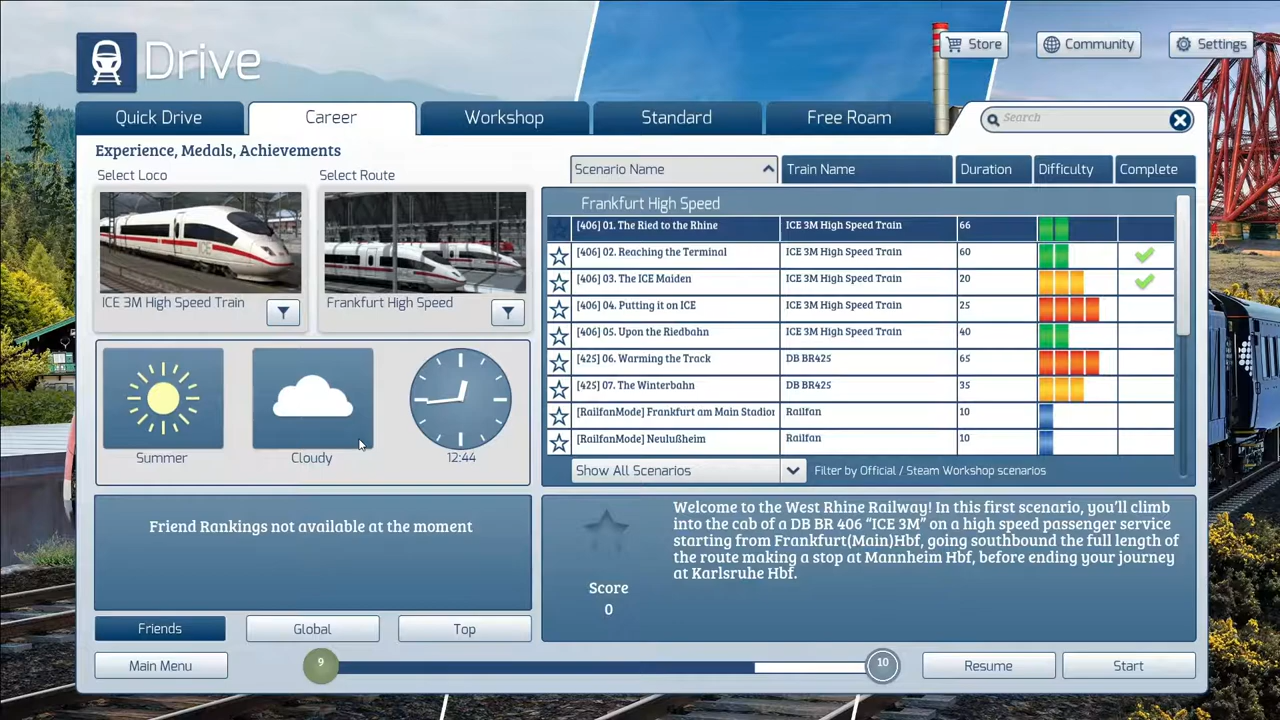 Drive
Store
Community
Settings
Quick Drive
Career
Workshop
Standard
Free Roam
Search
Experience, Medals, Achievements
Select Loco
Select Route
ICE 3M High Speed Train
Frankfurt High Speed
Summer
Cloudy
12:44
Scenario Name
Train Name
Duration
Difficulty
Complete
Frankfurt High Speed
[406] 01. The Ried to the Rhine ICE 3M High Speed Train 66
[406] 02. Reaching the Terminal ICE 3M High Speed Train 60
[406] 03. The ICE Maiden ICE 3M High Speed Train 20
[406] 04. Putting it on ICE ICE 3M High Speed Train 25
[406] 05. Upon the Riedbahn ICE 3M High Speed Train 40
[425] 06. Warming the Track DB BR425 65
[425] 07. The Winterbahn DB BR425 35
[RailfanMode] Frankfurt am Main Stadion Railfan 10
[RailfanMode] Neulußheim Railfan 10
Show All Scenarios
Filter by Official / Steam Workshop scenarios
Friend Rankings not available at the moment
Friends
Global
Top
Score
0
Welcome to the West Rhine Railway! In this first scenario, you'll climb
into the cab of a DB BR 406 "ICE 3M" on a high speed passenger service
starting from Frankfurt(Main)Hbf, going southbound the full length of
the route making a stop at Mannheim Hbf, before ending your journey
at Karlsruhe Hbf.
Main Menu
9
10
Resume
Start